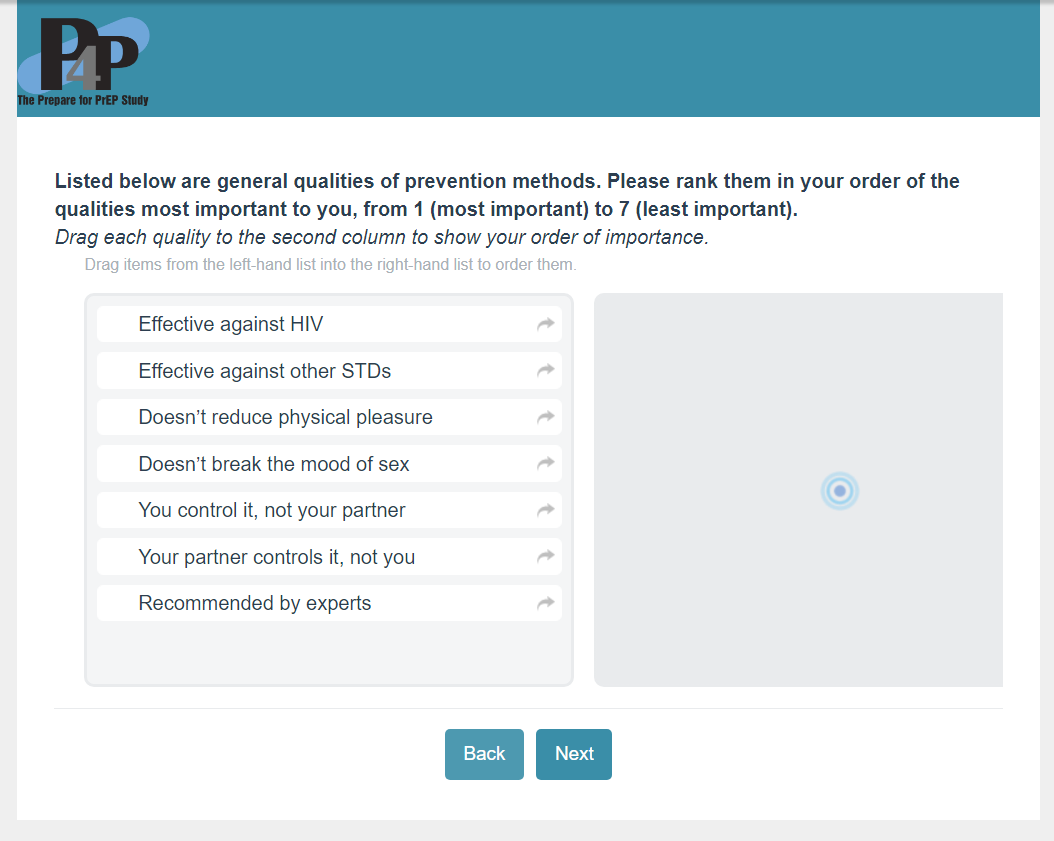 P4P
The Prepare for PrEP Study
Listed below are general qualities of prevention methods. Please rank them in your order of the
qualities most important to you, from 1 (most important) to 7 (least important).
Drag each quality to the second column to show your order of importance.
Drag items from the left-hand list into the right-hand list to order them.
Effective against HIV
Effective against other STDs
Doesn’t reduce physical pleasure
Doesn’t break the mood of sex
You control it, not your partner
Your partner controls it, not you
Recommended by experts
Back Next